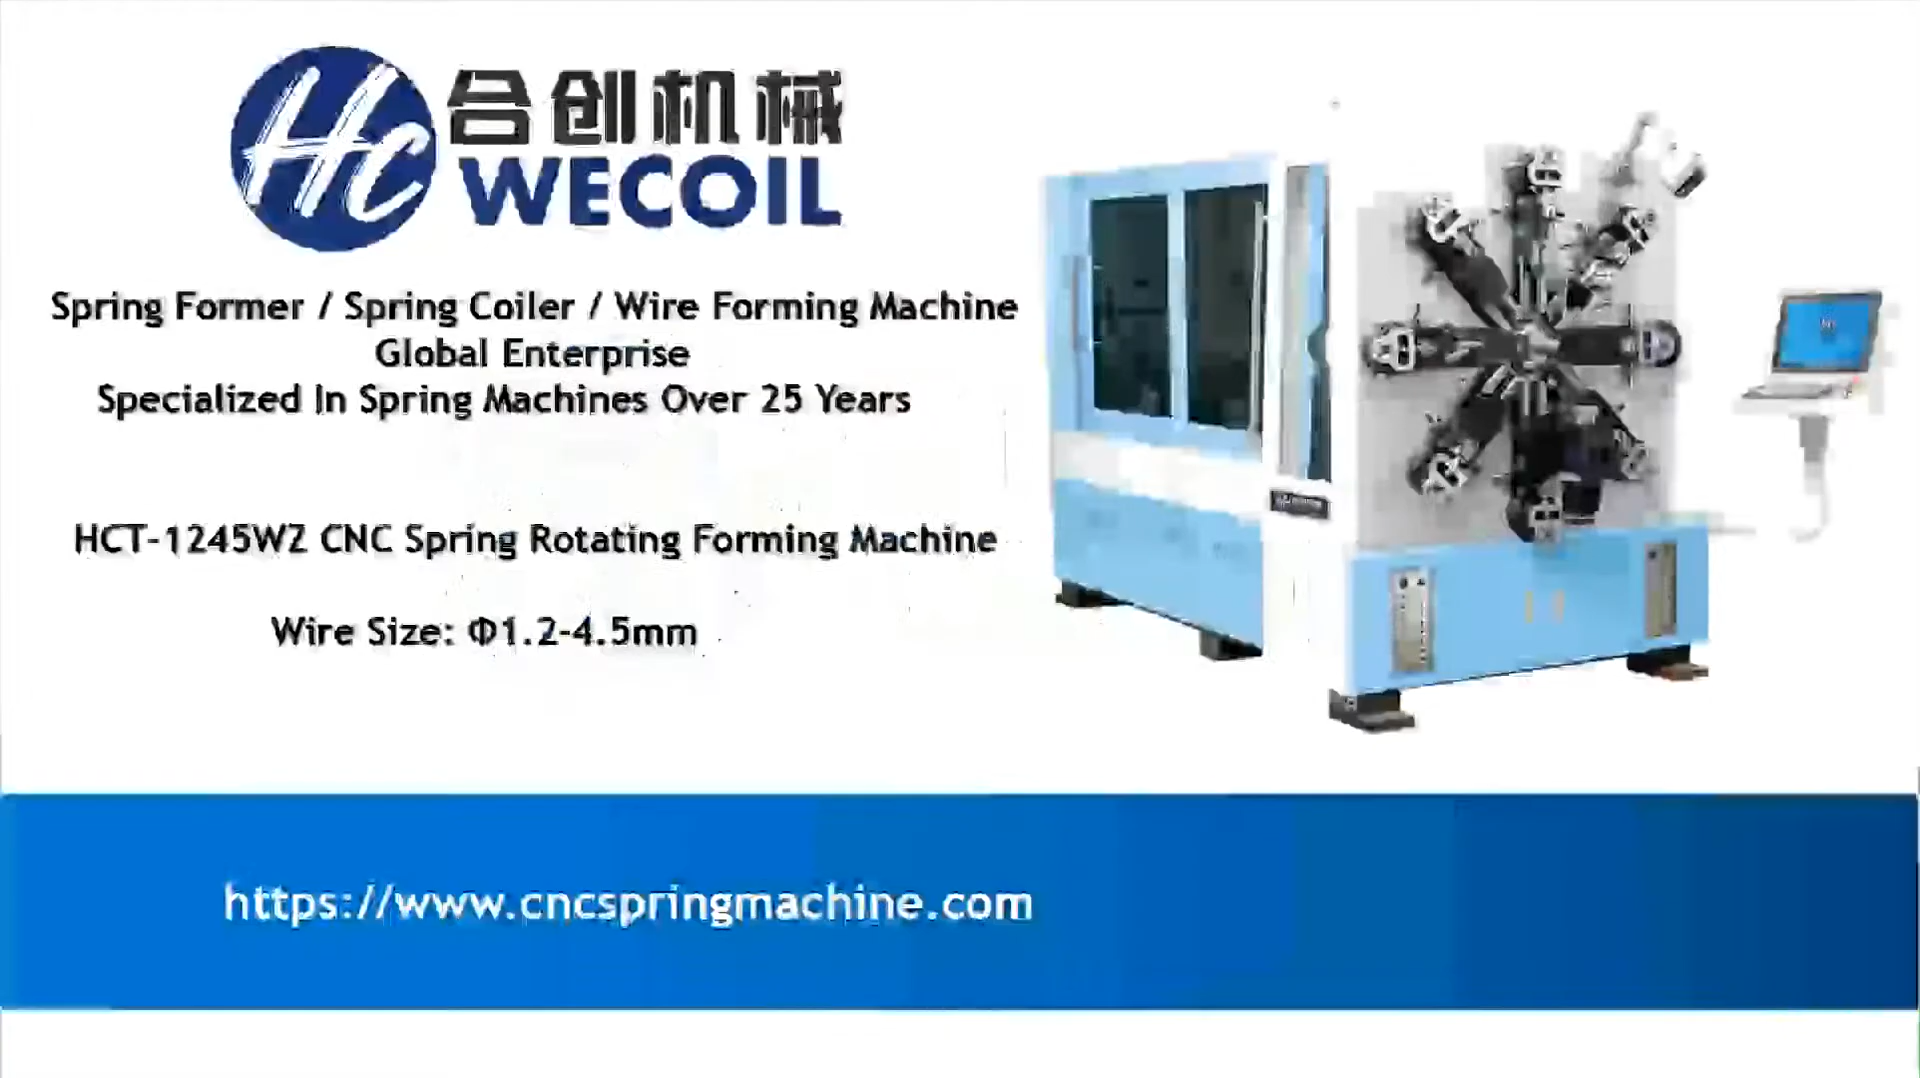 Hc
合创机械
WECOIL
Spring Former / Spring Coiler / Wire Forming Machine
Global Enterprise
Specialized In Spring Machines Over 25 Years
HCT-1245WZ CNC Spring Rotating Forming Machine
Wire Size: Φ1.2-4.5mm
https://www.cncspringmachine.com